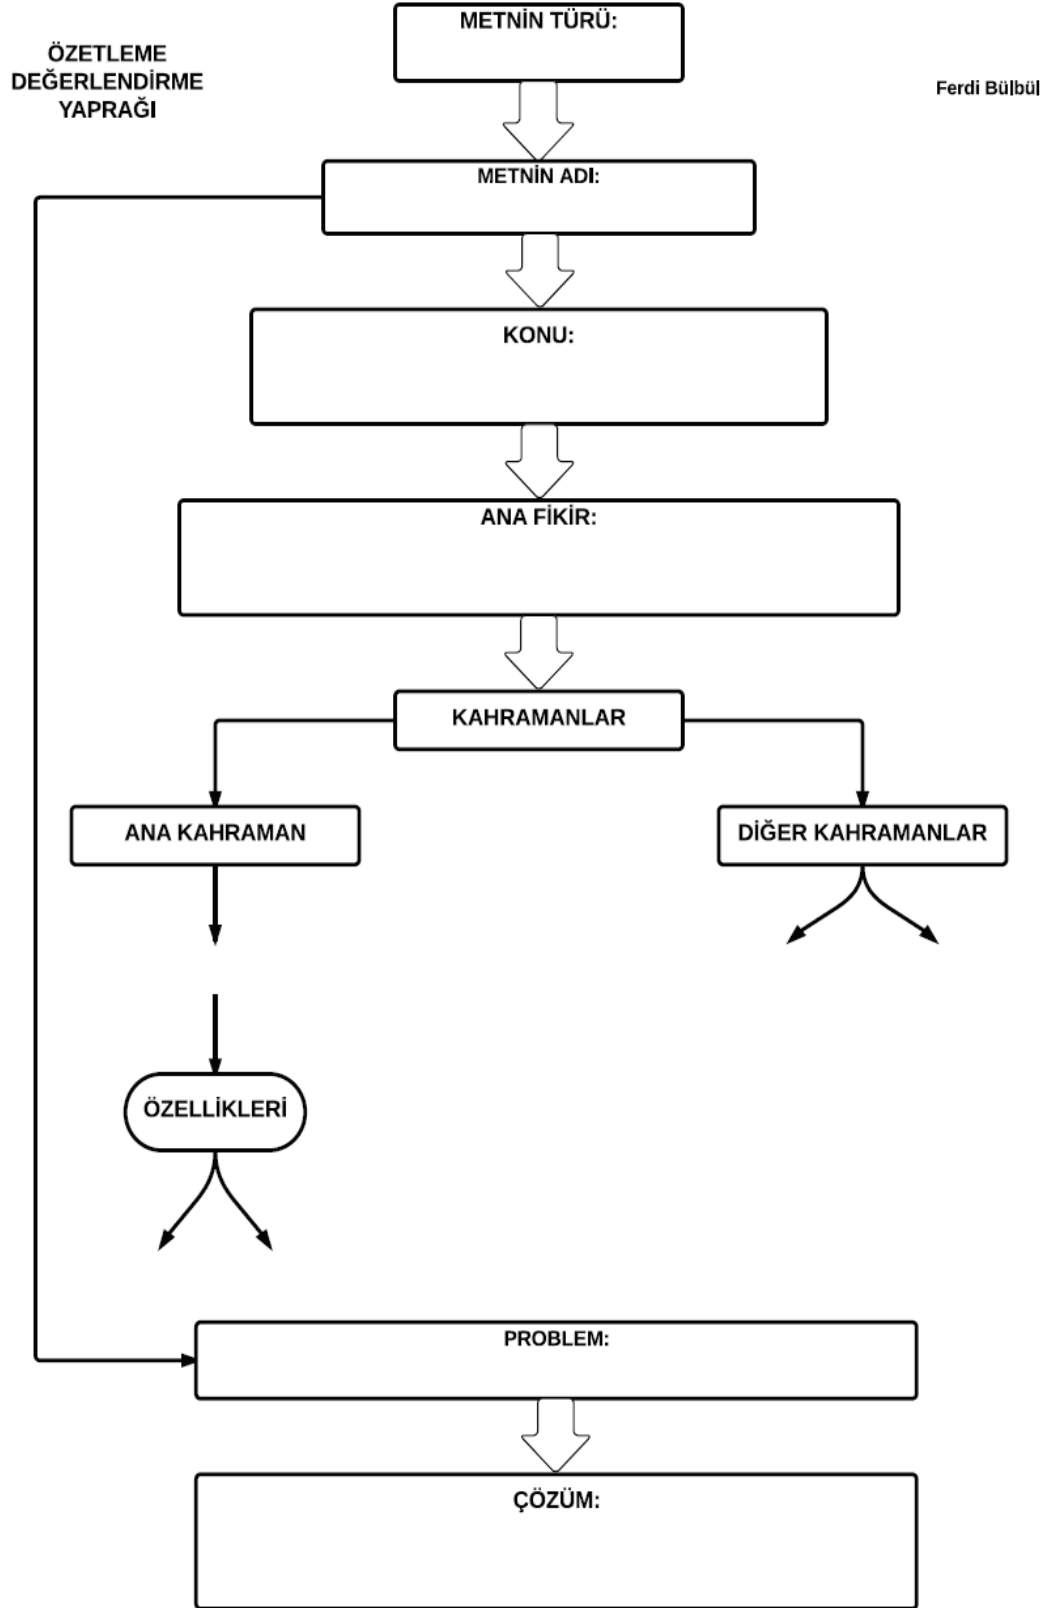 METNİN TÜRÜ:
ÖZETLEME
DEĞERLENDİRME
YAPRAĞI
Ferdi Bülbül
METNİN ADI:
KONU:
ANA FİKİR:
KAHRAMANLAR
ANA KAHRAMAN
DİĞER KAHRAMANLAR
ÖZELLİKLERİ
PROBLEM:
ÇÖZÜM: